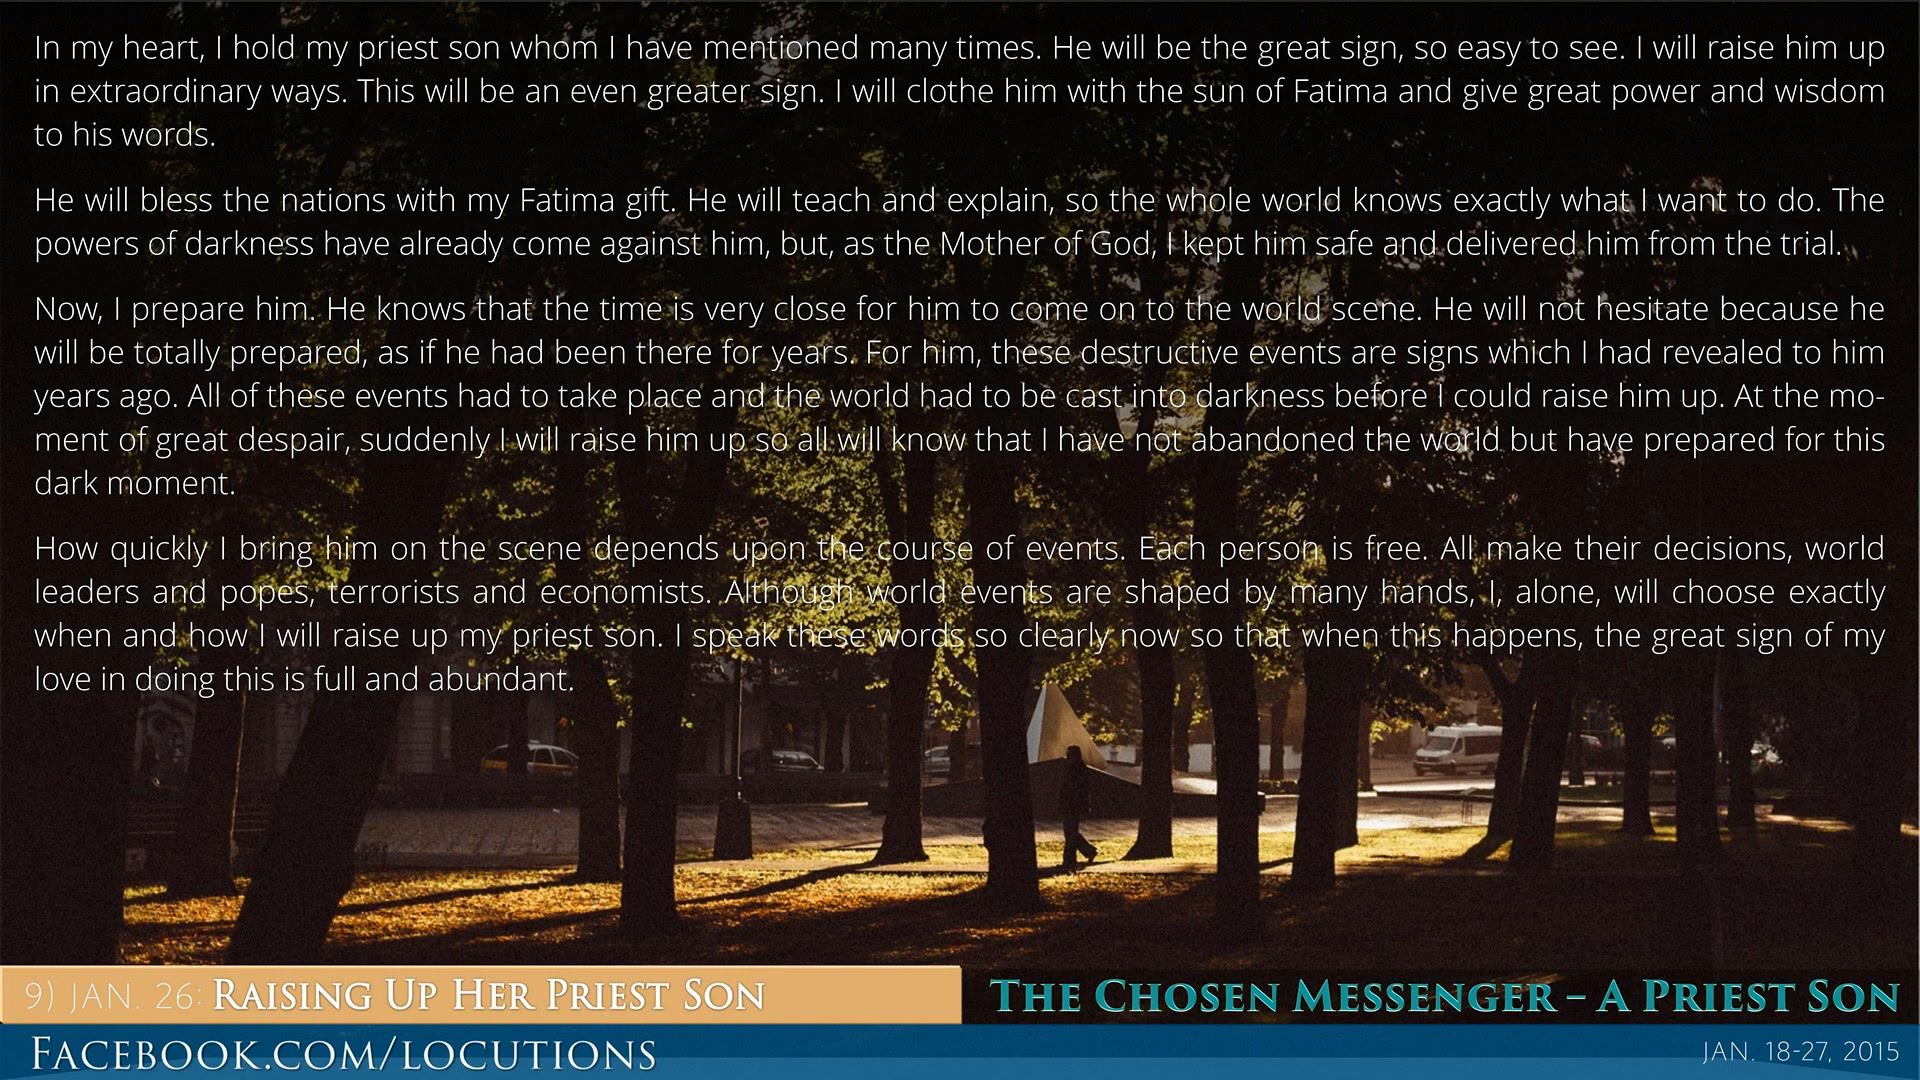 In my heart, I hold my priest son whom I have mentioned many times. He will be the great sign, so easy to see. I will raise him up
in extraordinary ways. This will be an even greater sign. I will clothe him with the sun of Fatima and give great power and wisdom
to his words.
He will bless the nations with my Fatima gift. He will teach and explain, so the whole world knows exactly what I want to do. The
powers of darkness have already come against him, but, as the Mother of God, I kept him safe and delivered him from the trial.
Now, I prepare him. He knows that the time is very close for him to come on to the world scene. He will not hesitate because he
will be totally prepared, as if he had been there for years. For him, these destructive events are signs which I had revealed to him
years ago. All of these events had to take place and the world had to be cast into darkness before I could raise him up. At the mo-
ment of great despair, suddenly I will raise him up so all will know that I have not abandoned the world but have prepared for this
dark moment.
How quickly I bring him on the scene depends upon the course of events. Each person is free. All make their decisions, world
leaders and popes, terrorists and economists. Although world events are shaped by many hands, I, alone, will choose exactly
when and how I will raise up my priest son. I speak these words so clearly now so that when this happens, the great sign of my
love in doing this is full and abundant.
9) JAN. 26: RAISING UP HER PRIEST SON
THE CHOSEN MESSENGER – A PRIEST SON
FACEBOOK.COM/LOCUTIONS
JAN. 18-27, 2015